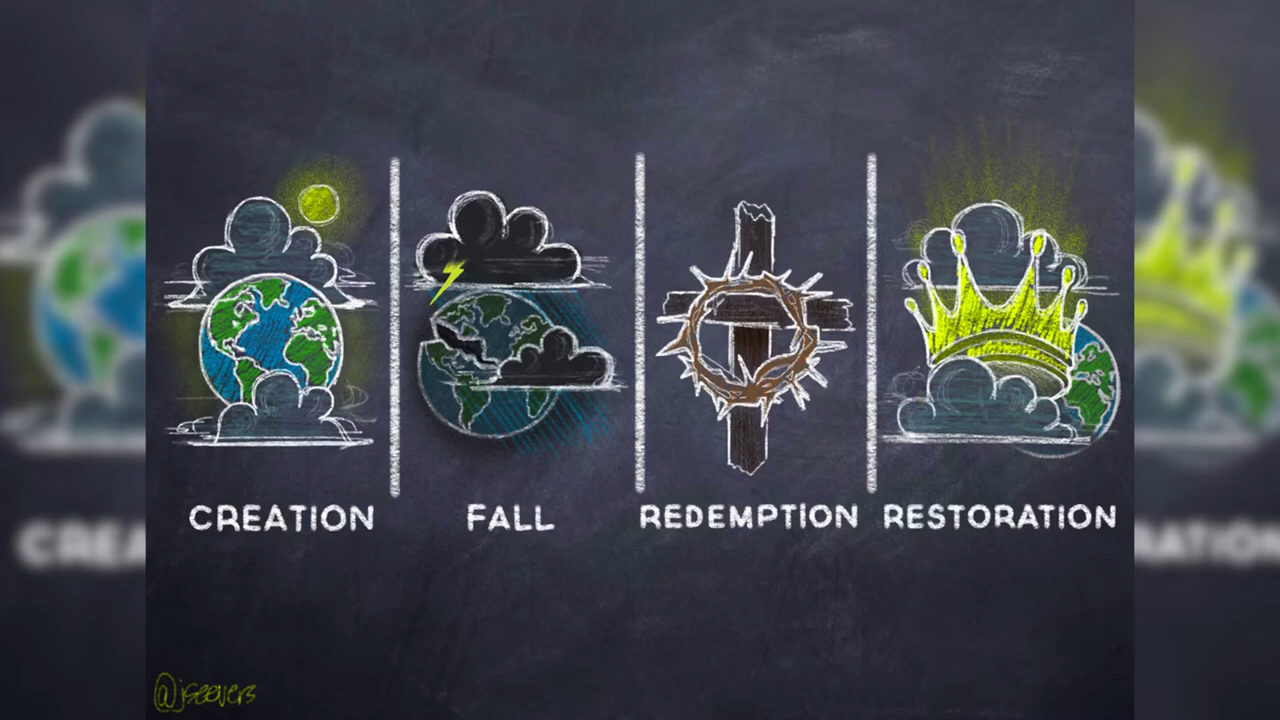 CREATION
FALL
REDEMPTION
RESTORATION
@jseevers